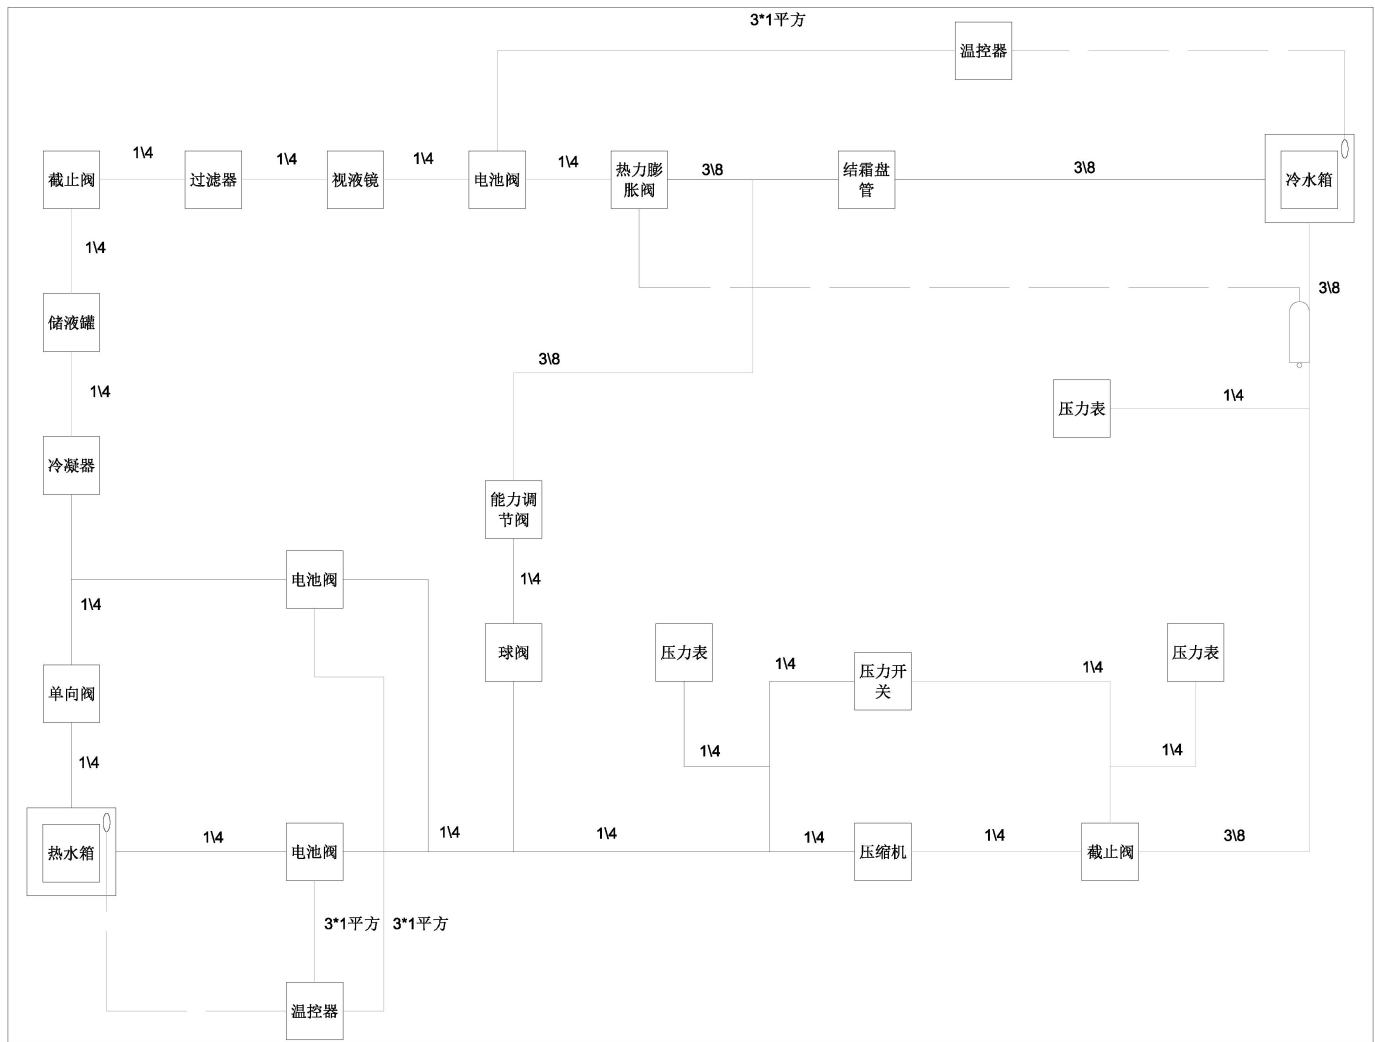 3*1平方
温控器
1\4
1\4
1\4
1\4
3\8
3\8
截止阀
过滤器
视液镜
电池阀
热力膨
胀阀
结霜盘
管
冷水箱
1\4
3\8
储液罐
3\8
1\4
1\4
压力表
冷凝器
能力调
节阀
电池阀
1\4
1\4
球阀
压力表
1\4
压力开
关
1\4
压力表
单向阀
1\4
1\4
1\4
热水箱
1\4
电池阀
1\4
1\4
1\4
压缩机
1\4
截止阀
3\8
3*1平方
3*1平方
温控器